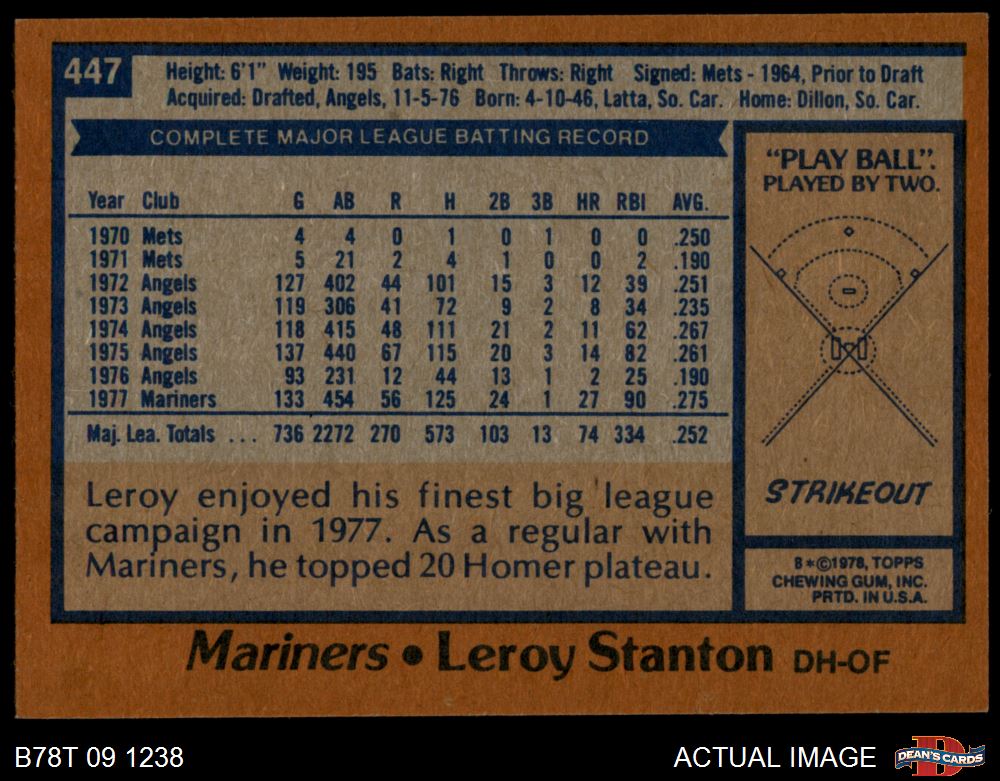 447
Height: 6'1" Weight: 195 Bats: Right Throws: Right Signed: Mets - 1964, Prior to Draft
Acquired: Drafted, Angels, 11-5-76 Born: 4-10-46, Latta, So. Car. Home: Dillon, So. Car.
COMPLETE MAJOR LEAGUE BATTING RECORD
Year Club G AB R H 2B 3B HR RBI AVG.
1970 Mets 4 4 0 1 0 1 0 0 .250
1971 Mets 5 21 2 4 1 0 0 2 .190
1972 Angels 127 402 44 101 15 3 12 39 .251
1973 Angels 119 306 41 72 9 2 8 34 .235
1974 Angels 118 415 48 111 21 2 11 62 .267
1975 Angels 137 440 67 115 20 3 14 82 .261
1976 Angels 93 231 12 44 13 1 2 25 .190
1977 Mariners 133 454 56 125 24 1 27 90 .275
Maj. Lea. Totals ... 736 2272 270 573 103 13 74 334 .252
Leroy enjoyed his finest big league
campaign in 1977. As a regular with
Mariners, he topped 20 Homer plateau.
"PLAY BALL".
PLAYED BY TWO.
STRIKEOUT
B*©1978, TOPPS
CHEWING GUM, INC.
PRTD. IN U.S.A.
Mariners • Leroy Stanton DH-OF
B78T 09 1238
ACTUAL IMAGE
D
DEAN'S CARDS